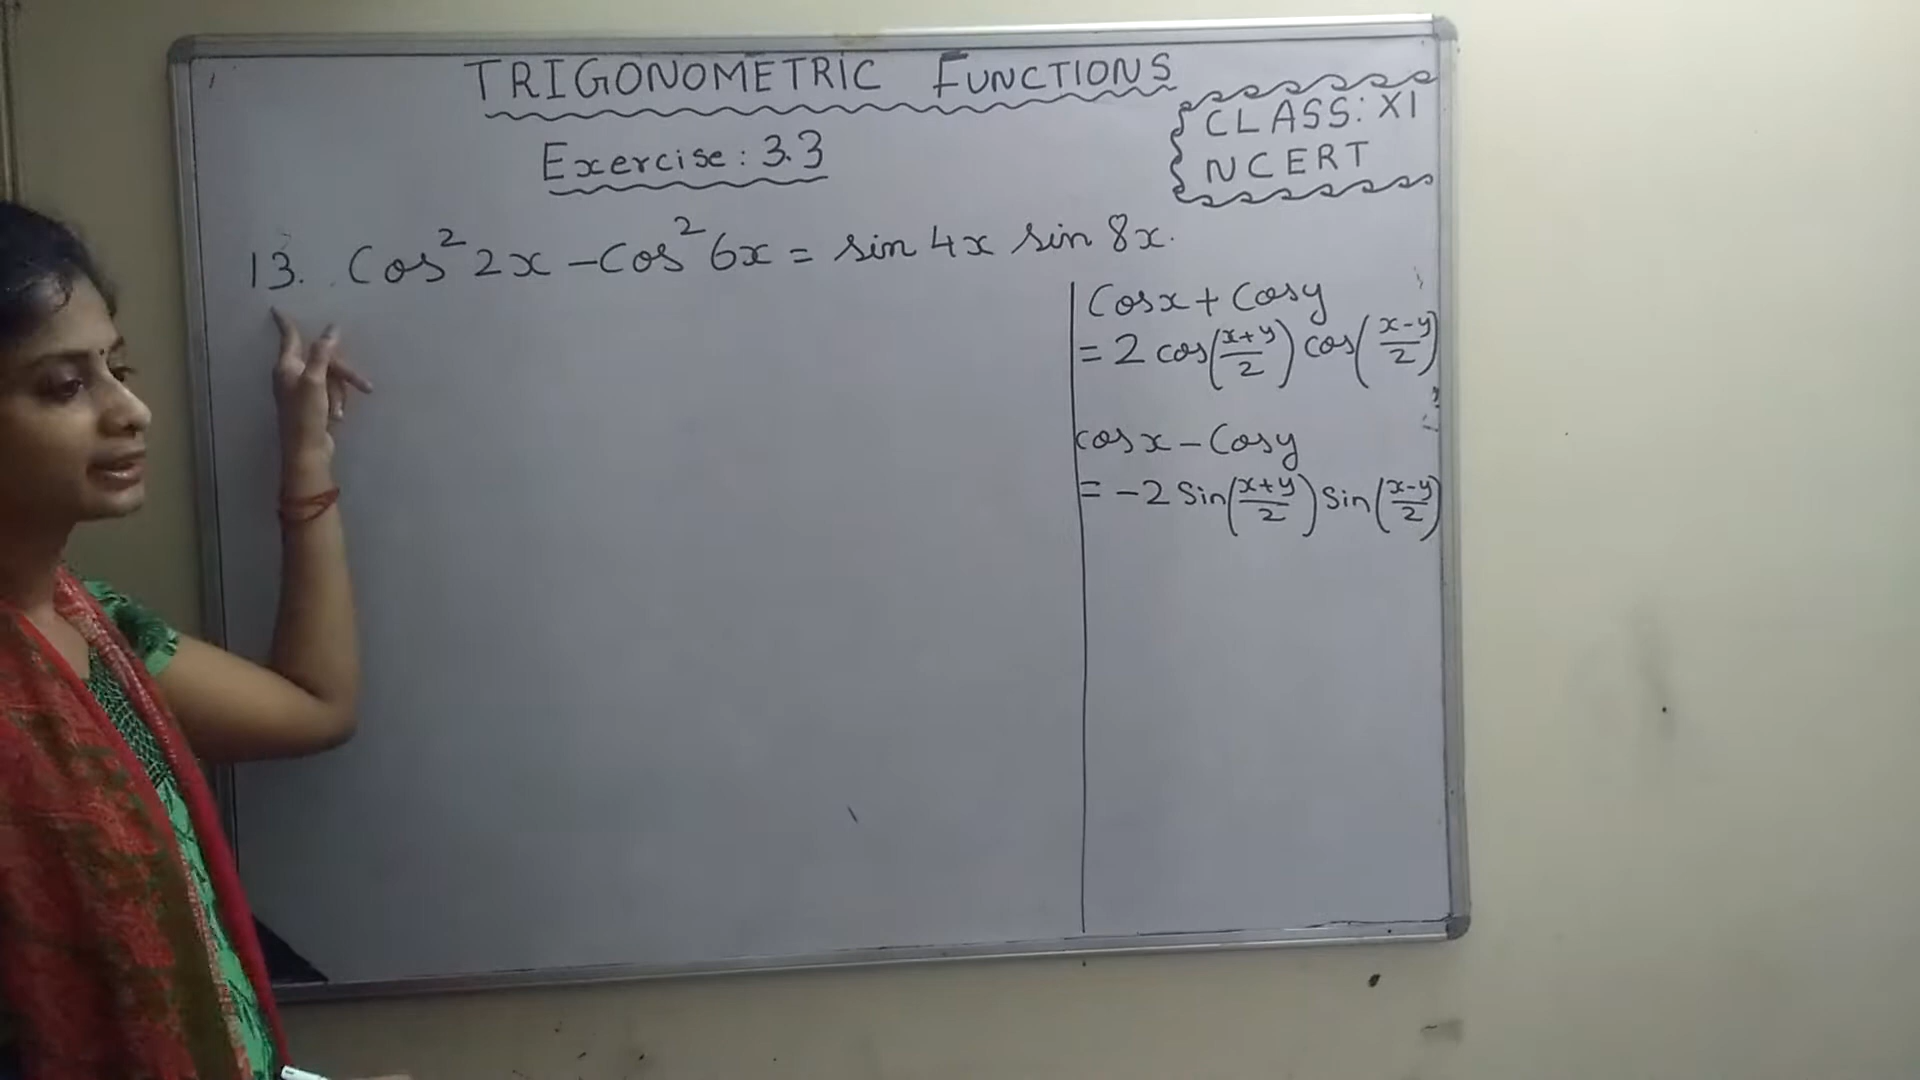 TRIGONOMETRIC FUNCTIONS
CLASS: XI
NCERT
Exercise: 3.3
13. Cos² 2x - Cos² 6x = sin 4x sin 8x.
Cosx + Cosy
= 2 cos(x+y/2) cos(x-y/2)
cosx - Cosy
= -2 Sin(x+y/2) Sin(x-y/2)